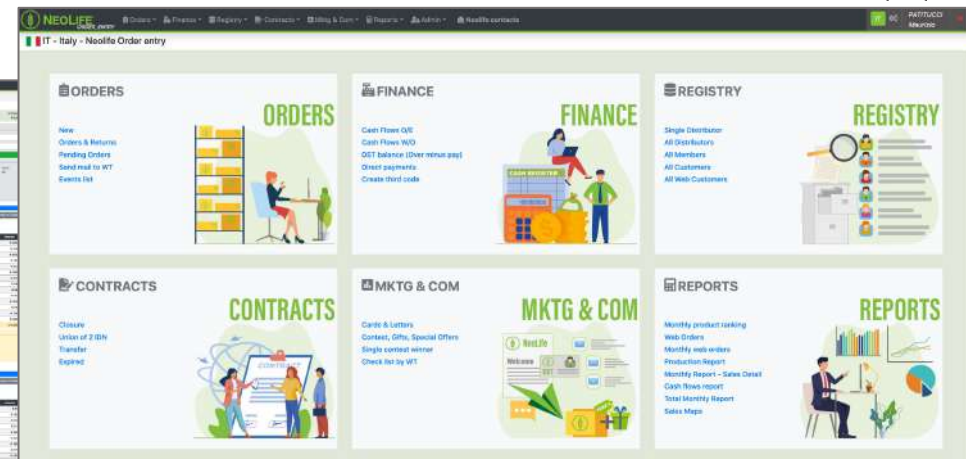 NEOLIFE
ORDER ENTRY
Orders
Finance
Registry
Contracts
Mktg & Com
Reports
Admin
Neolife contacts
IT
PATITUCCI
Maurizio
IT - Italy - Neolife Order entry
ORDERS
ORDERS
New
Orders & Returns
Pending Orders
Send mail to WT
Events list
FINANCE
FINANCE
Cash Flows O/E
Cash Flows W/O
DST balance (Over minus pay)
Direct payments
Create third code
CASH REGISTER
REGISTRY
REGISTRY
Single Distributor
All Distributors
All Members
All Customers
All Web Customers
CONTRACTS
CONTRACTS
Closure
Union of 2 IDN
Transfer
Expired
CONTRACT
MKTG & COM
MKTG & COM
Cards & Letters
Contest, Gifts, Special Offers
Single contest winner
Check list by WT
NeoLife
Welcome
REPORTS
REPORTS
Monthly product ranking
Web Orders
Monthly web orders
Production Report
Monthly Report - Sales Detail
Cash flows report
Total Monthly Report
Sales Maps